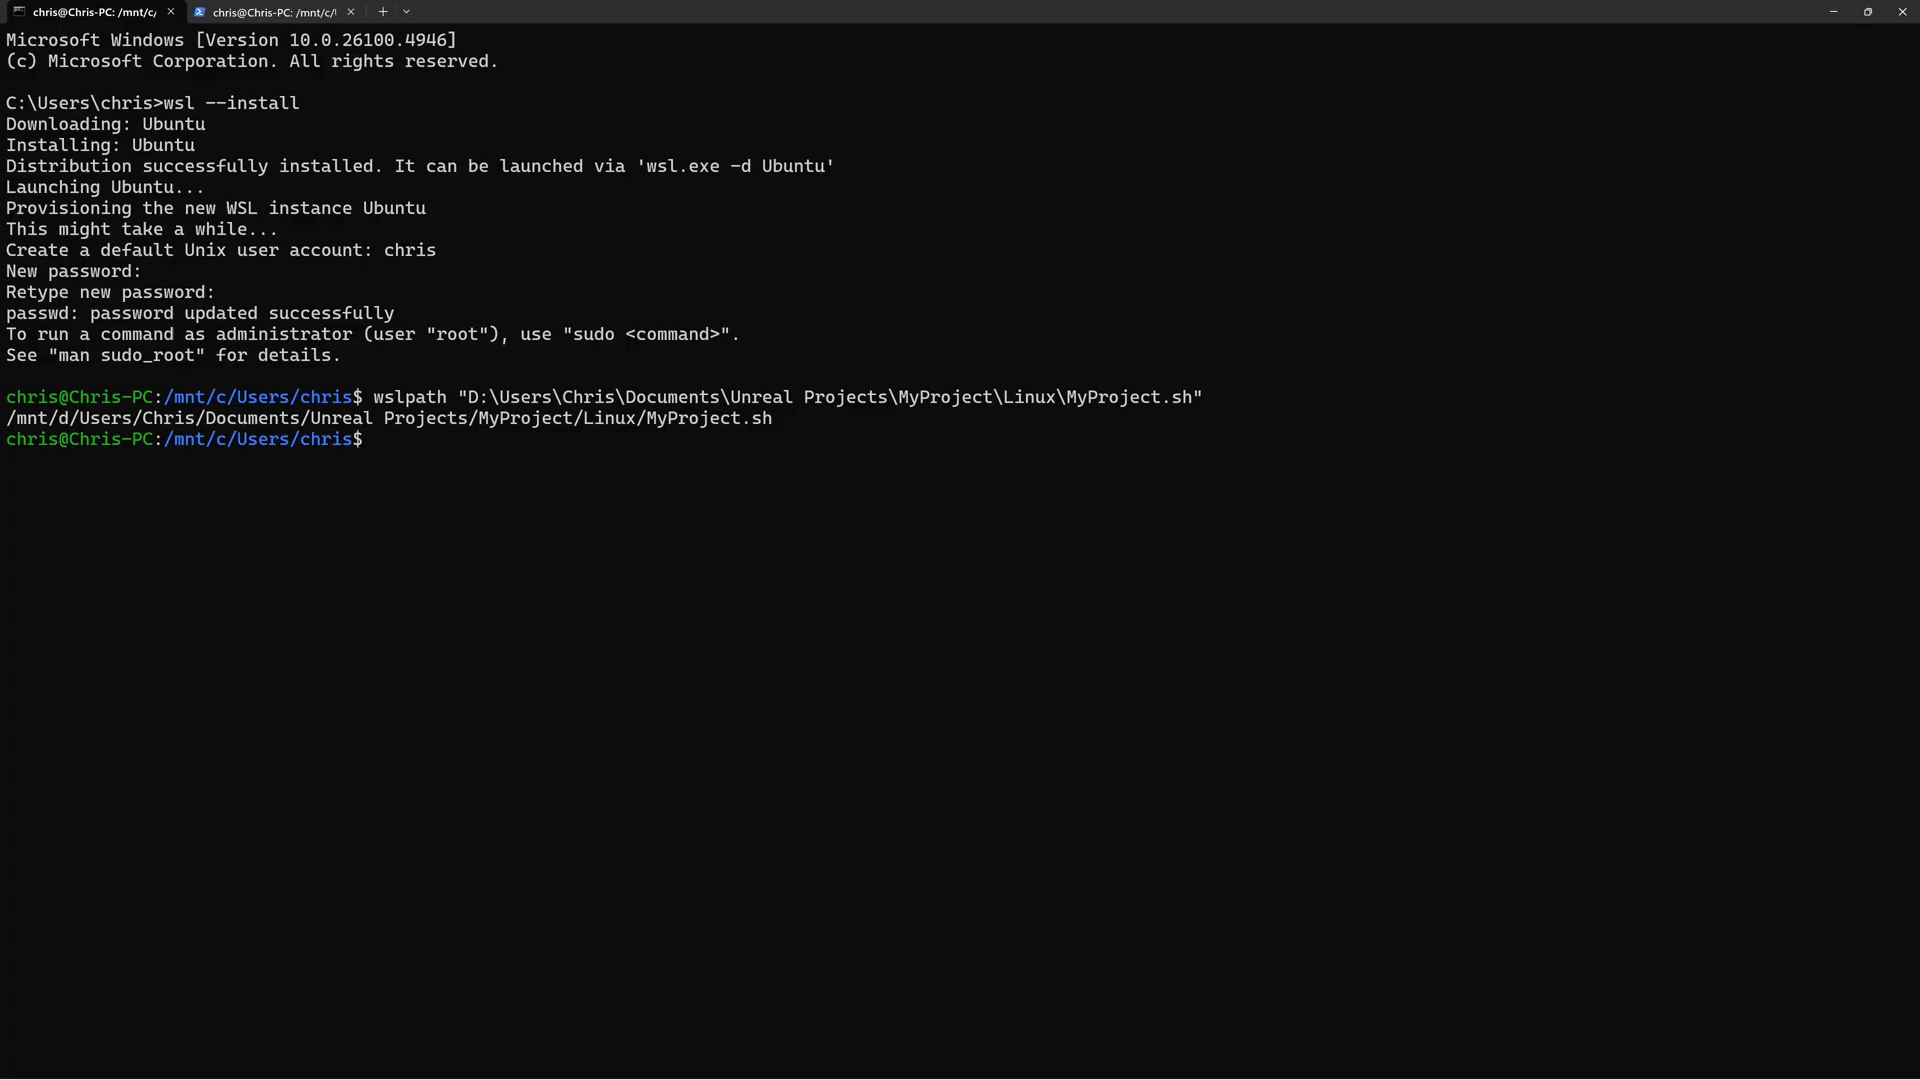 chris@Chris-PC: /mnt/c/
chris@Chris-PC: /mnt/c/
Microsoft Windows [Version 10.0.26100.4946]
(c) Microsoft Corporation. All rights reserved.
C:\Users\chris>wsl --install
Downloading: Ubuntu
Installing: Ubuntu
Distribution successfully installed. It can be launched via 'wsl.exe -d Ubuntu'
Launching Ubuntu...
Provisioning the new WSL instance Ubuntu
This might take a while...
Create a default Unix user account: chris
New password:
Retype new password:
passwd: password updated successfully
To run a command as administrator (user "root"), use "sudo <command>".
See "man sudo_root" for details.
chris@Chris-PC:/mnt/c/Users/chris$ wslpath "D:\Users\Chris\Documents\Unreal Projects\MyProject\Linux\MyProject.sh"
/mnt/d/Users/Chris/Documents/Unreal Projects/MyProject/Linux/MyProject.sh
chris@Chris-PC:/mnt/c/Users/chris$